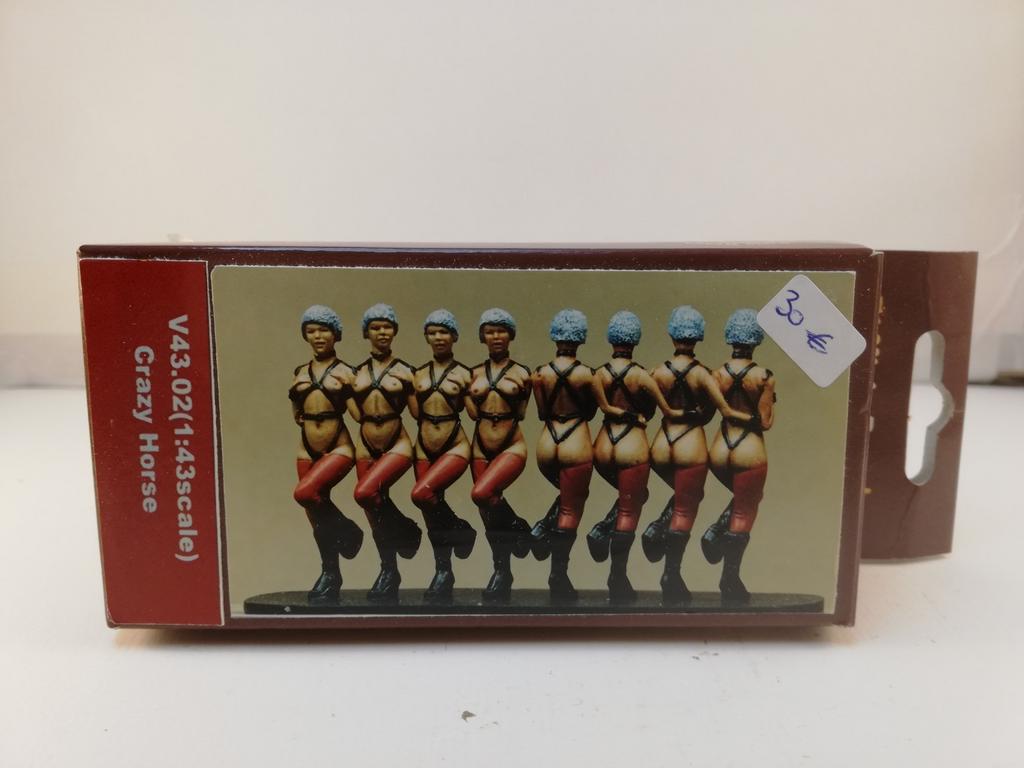 V43.02(1:43scale)
Crazy Horse
30 €